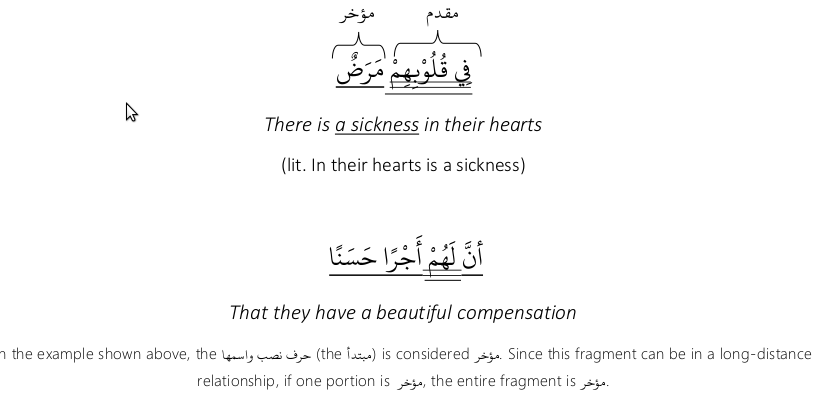 مقدم مؤخر
فِي قُلُوْبِهِمْ مَرَضٌ
There is a sickness in their hearts
(lit. In their hearts is a sickness)
أنَّ لَهُمْ أَجْرًا حَسَنًا
That they have a beautiful compensation
n the example shown above, the حرف نصب واسمها (the مبتدأ) is considered مؤخر. Since this fragment can be in a long-distance
relationship, if one portion is مؤخر, the entire fragment is مؤخر.